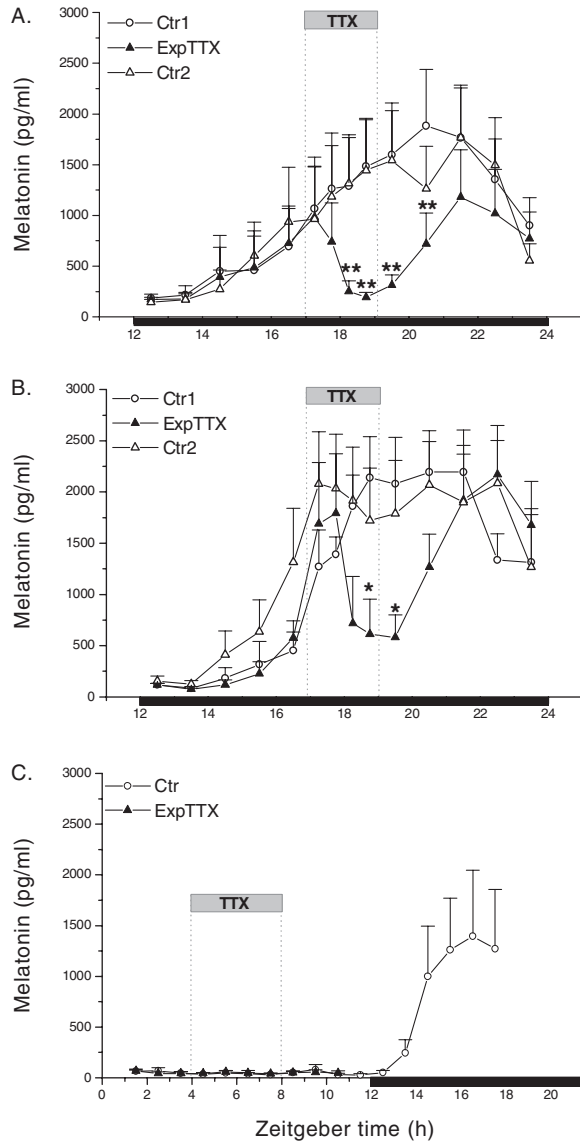 A.
TTX
Ctr1
ExpTTX
Ctr2
3000
2500
2000
1500
1000
500
0
Melatonin (pg/ml)
**
**
**
**
12 14 16 18 20 22 24
B.
TTX
Ctr1
ExpTTX
Ctr2
3000
2500
2000
1500
1000
500
0
Melatonin (pg/ml)
*
*
12 14 16 18 20 22 24
C.
Ctr
ExpTTX
TTX
3000
2500
2000
1500
1000
500
0
Melatonin (pg/ml)
0 2 4 6 8 10 12 14 16 18 20
Zeitgeber time (h)